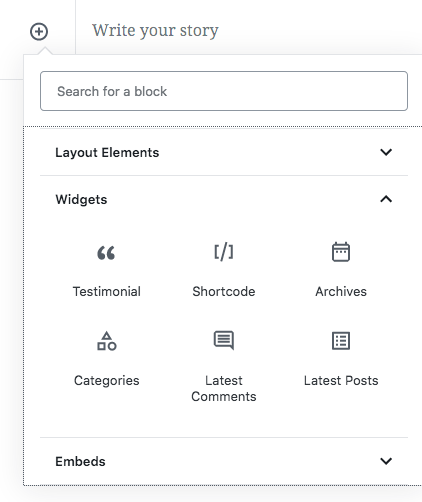 Write your story
Search for a block
Layout Elements
Widgets
Testimonial
Shortcode
Archives
Categories
Latest
Comments
Latest Posts
Embeds